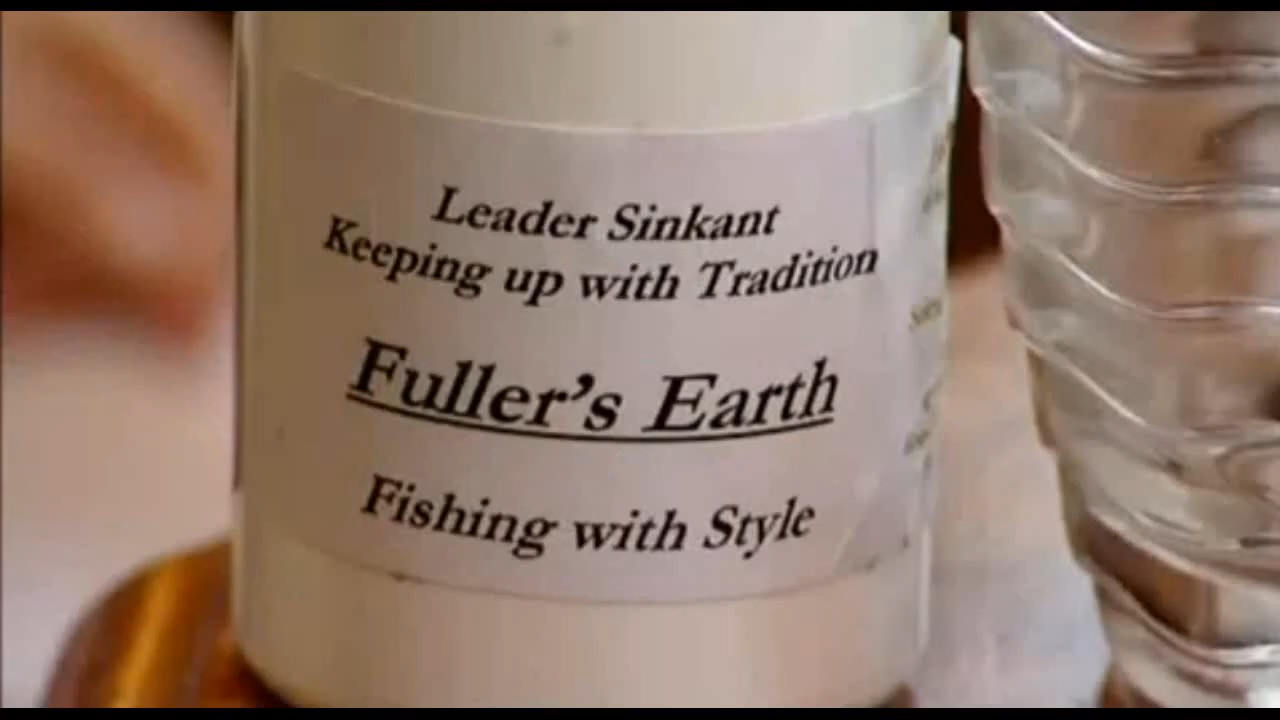 Leader Sinkant
Keeping up with Tradition
Fuller's Earth
Fishing with Style